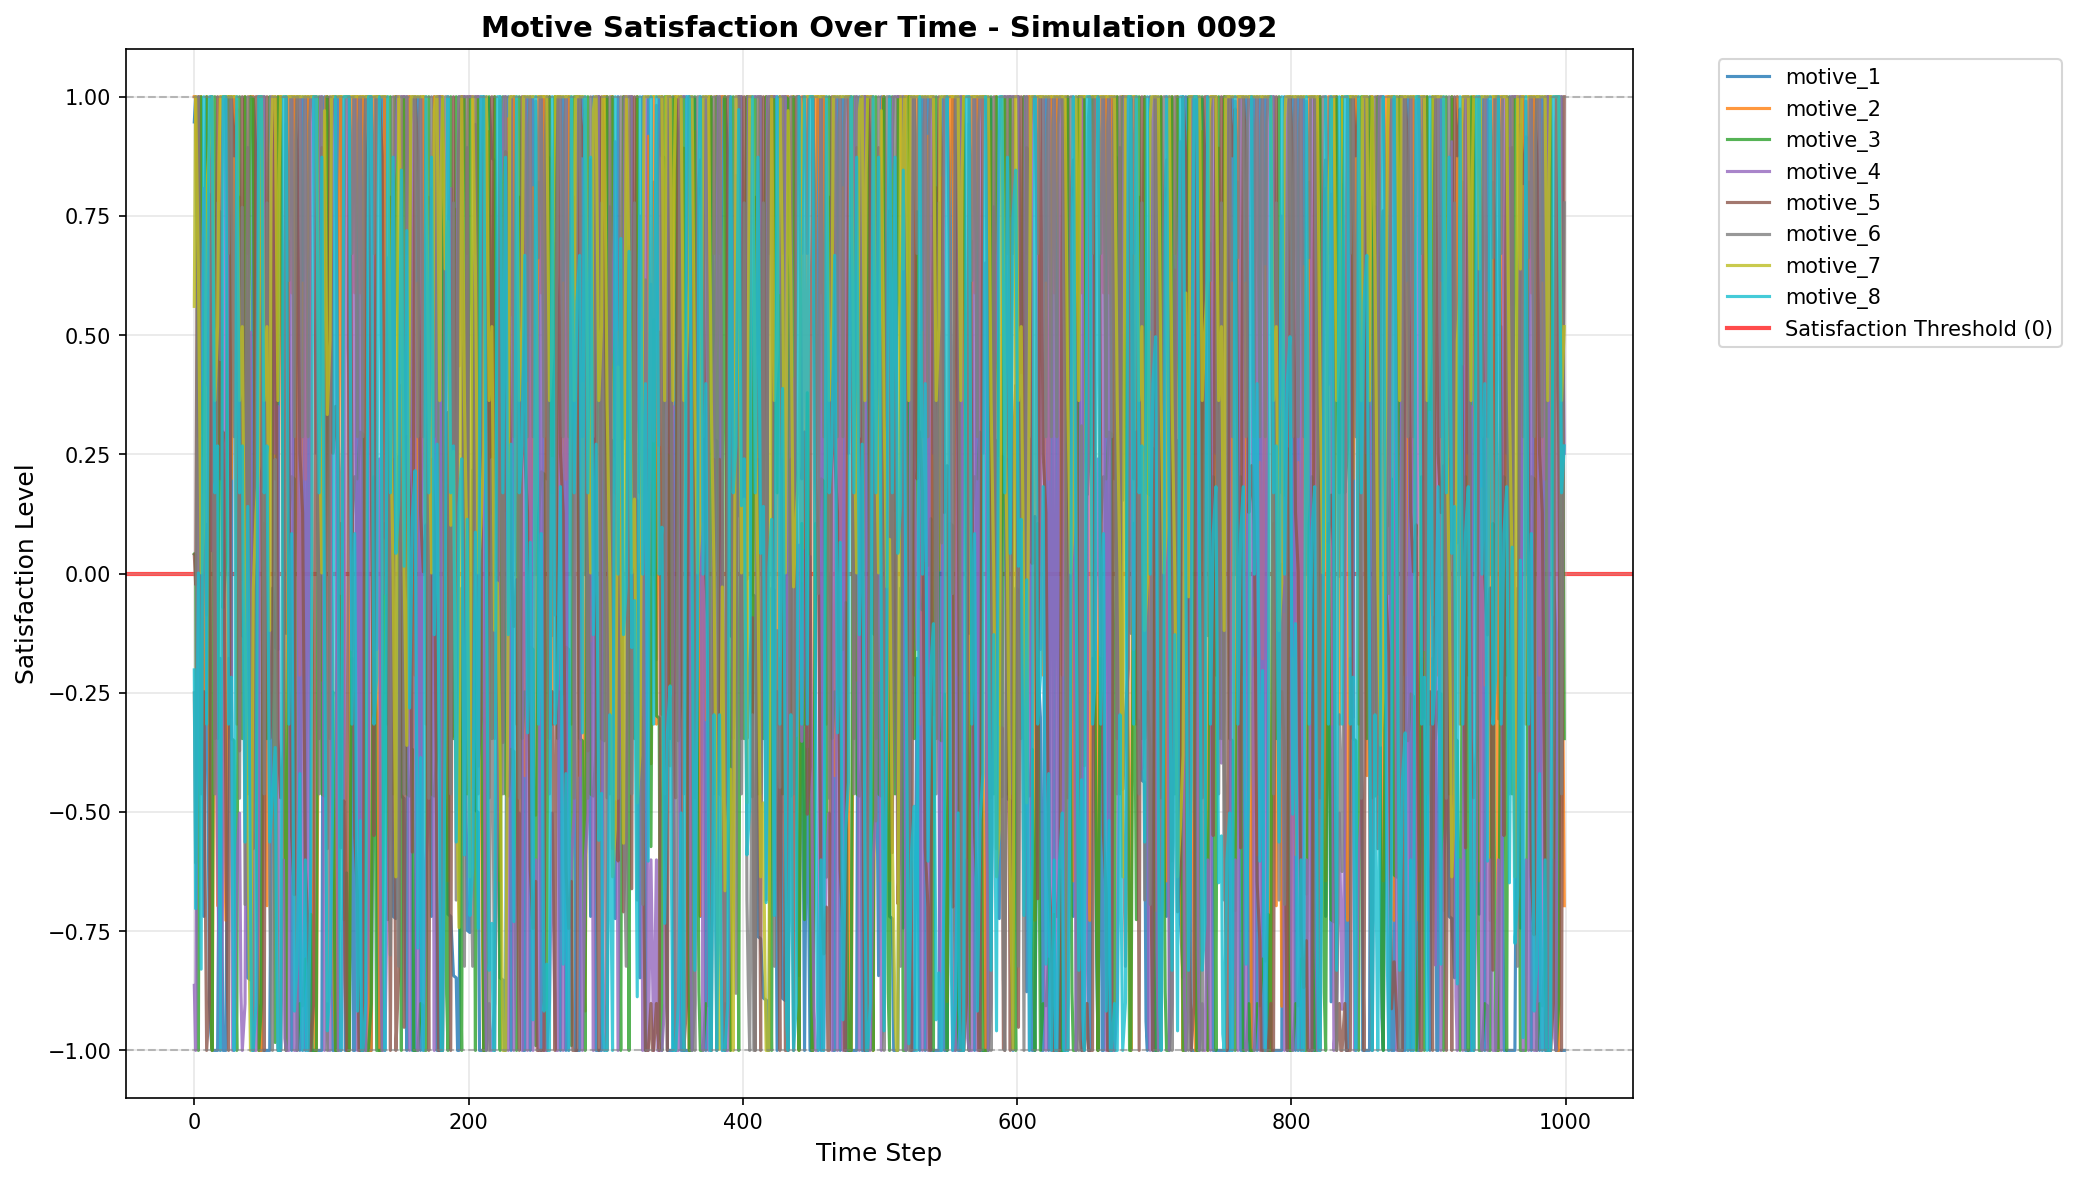 Motive Satisfaction Over Time - Simulation 0092
1.00
0.75
0.50
0.25
0.00
−0.25
−0.50
−0.75
−1.00
Satisfaction Level
0
200
400
600
800
1000
Time Step
motive_1
motive_2
motive_3
motive_4
motive_5
motive_6
motive_7
motive_8
Satisfaction Threshold (0)